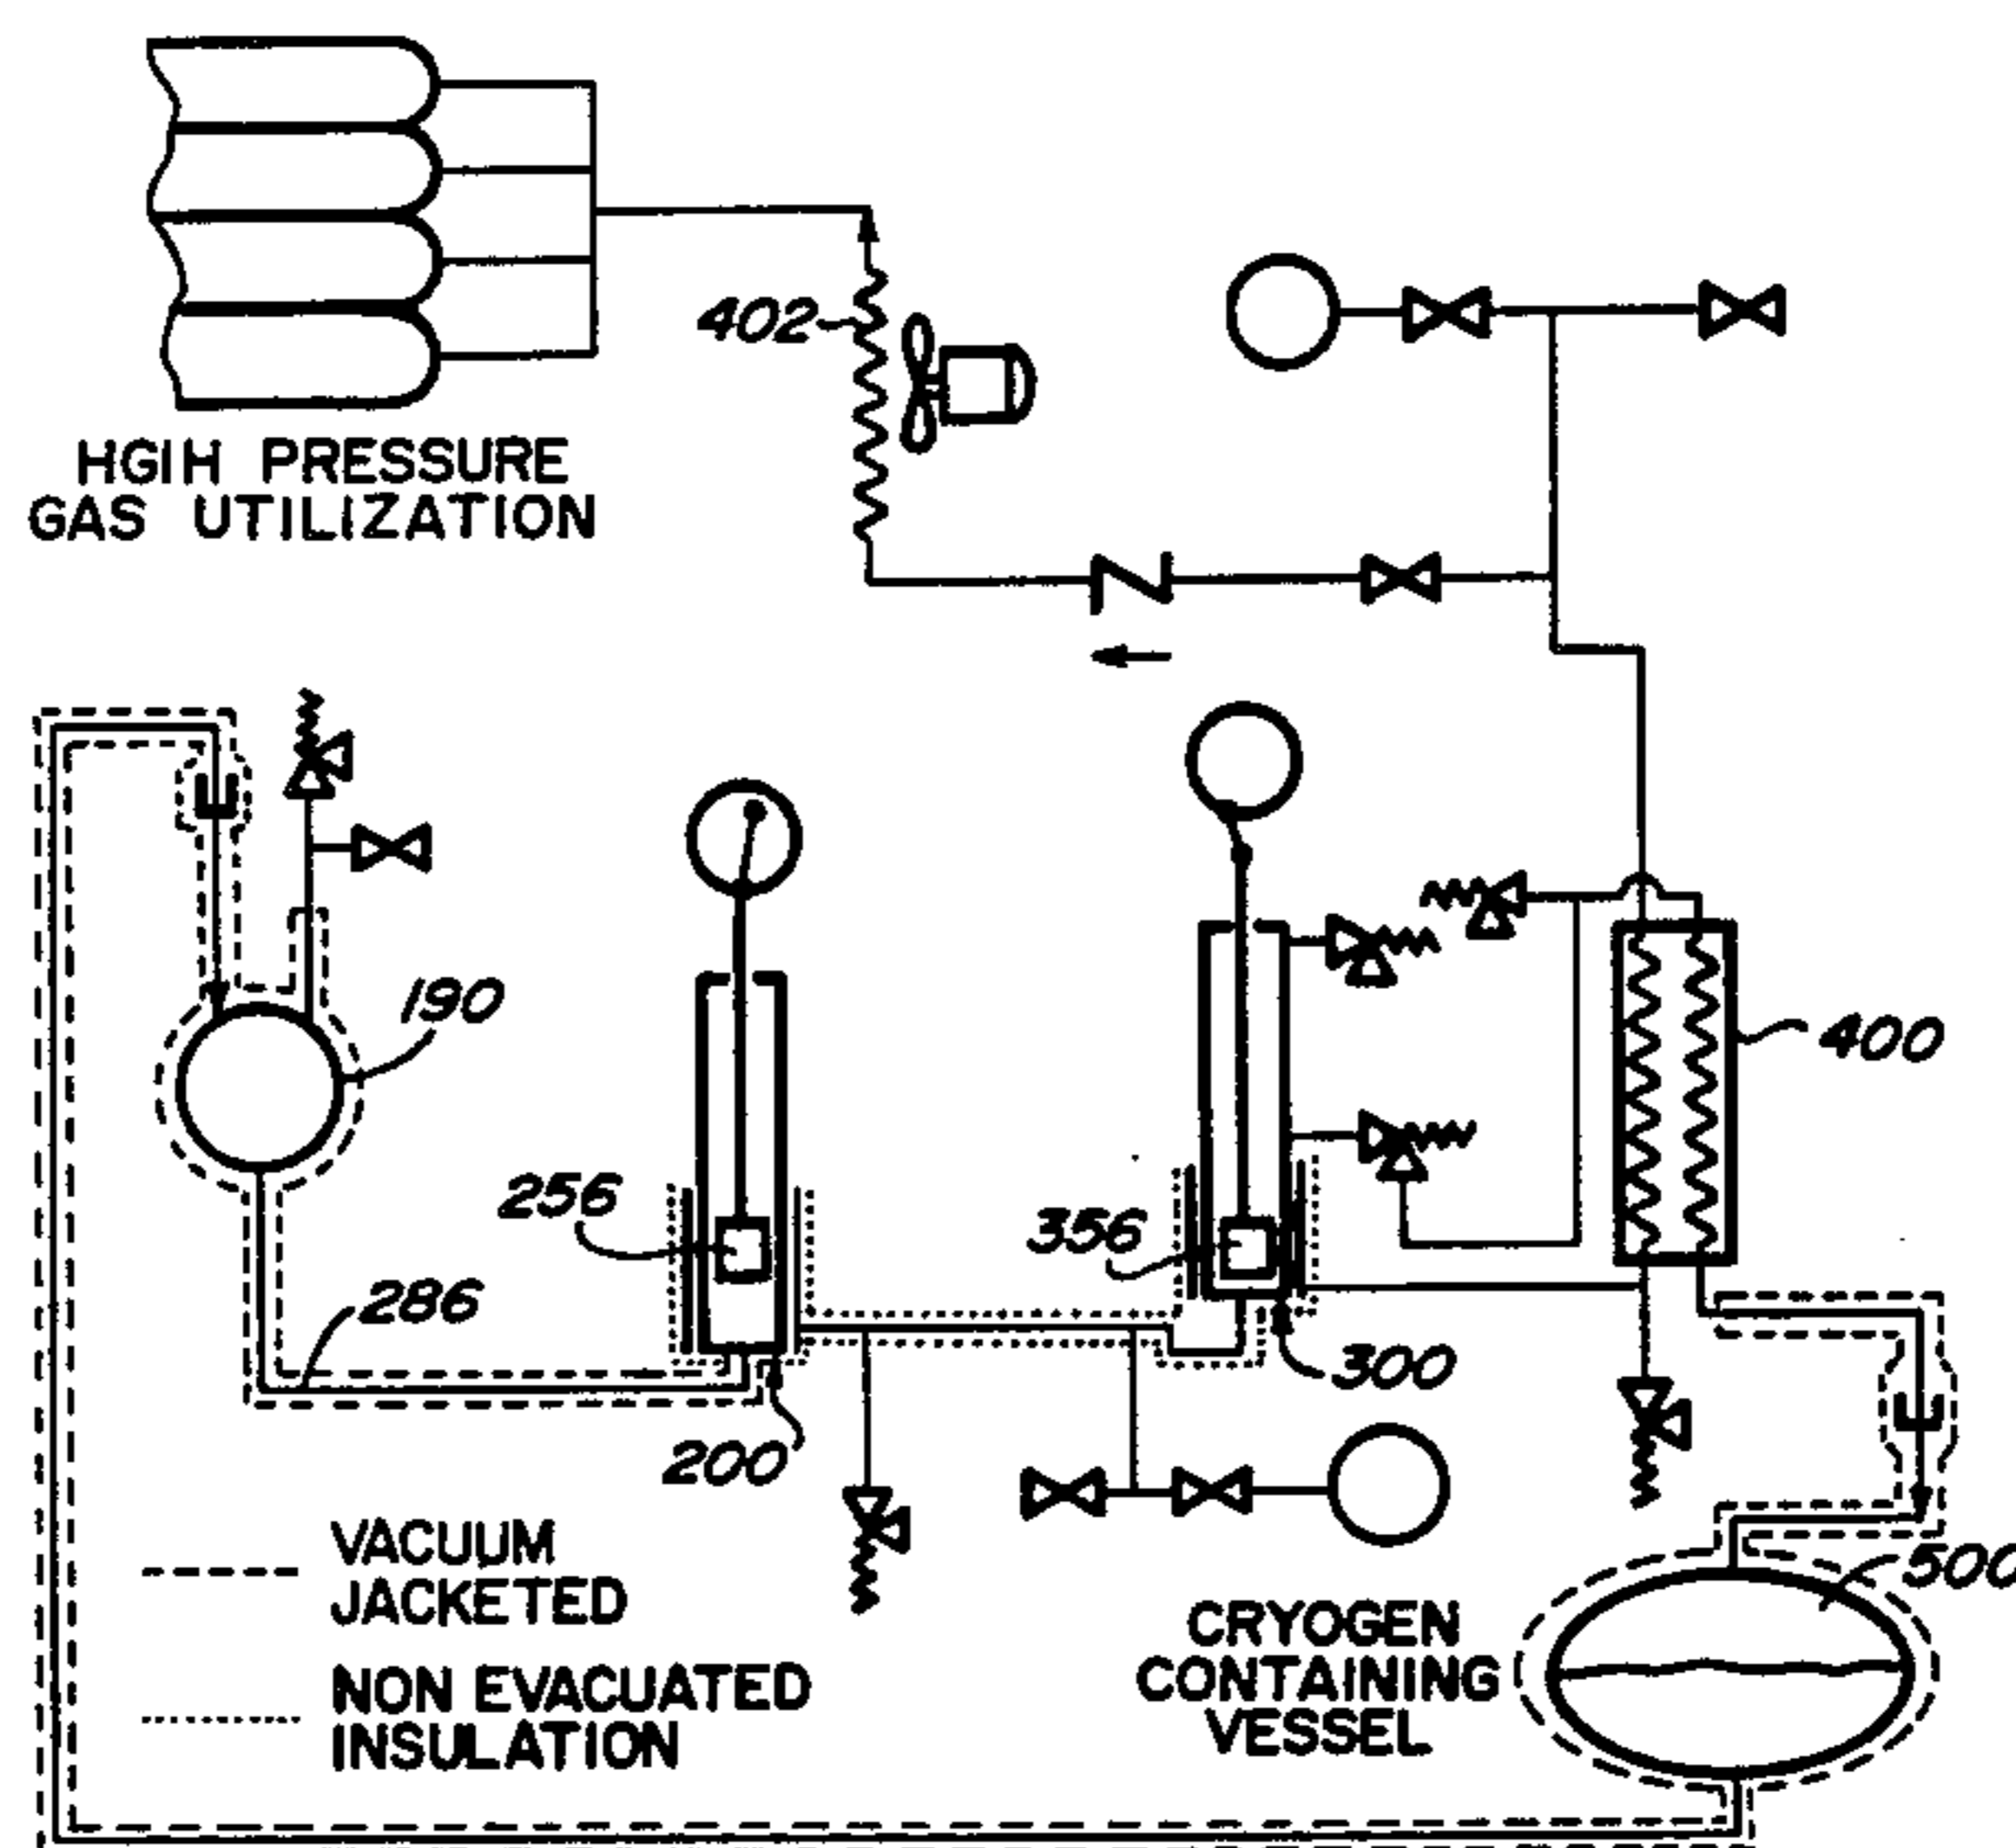 HGIH PRESSURE
GAS UTILIZATION
402
190
400
256
356
286
300
200
VACUUM
JACKETED
NON EVACUATED
INSULATION
CRYOGEN
CONTAINING
VESSEL
500